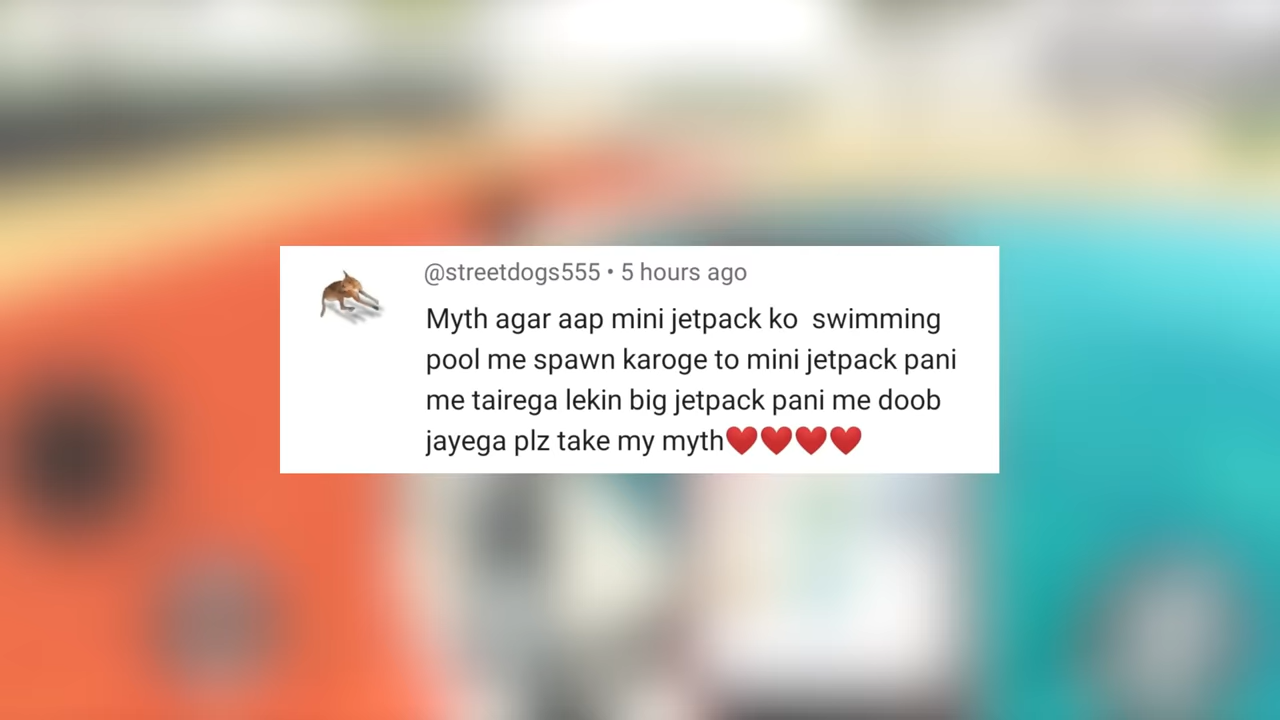 @streetdogs555 • 5 hours ago
Myth agar aap mini jetpack ko  swimming
pool me spawn karoge to mini jetpack pani
me tairega lekin big jetpack pani me doob
jayega plz take my myth❤️❤️❤️❤️